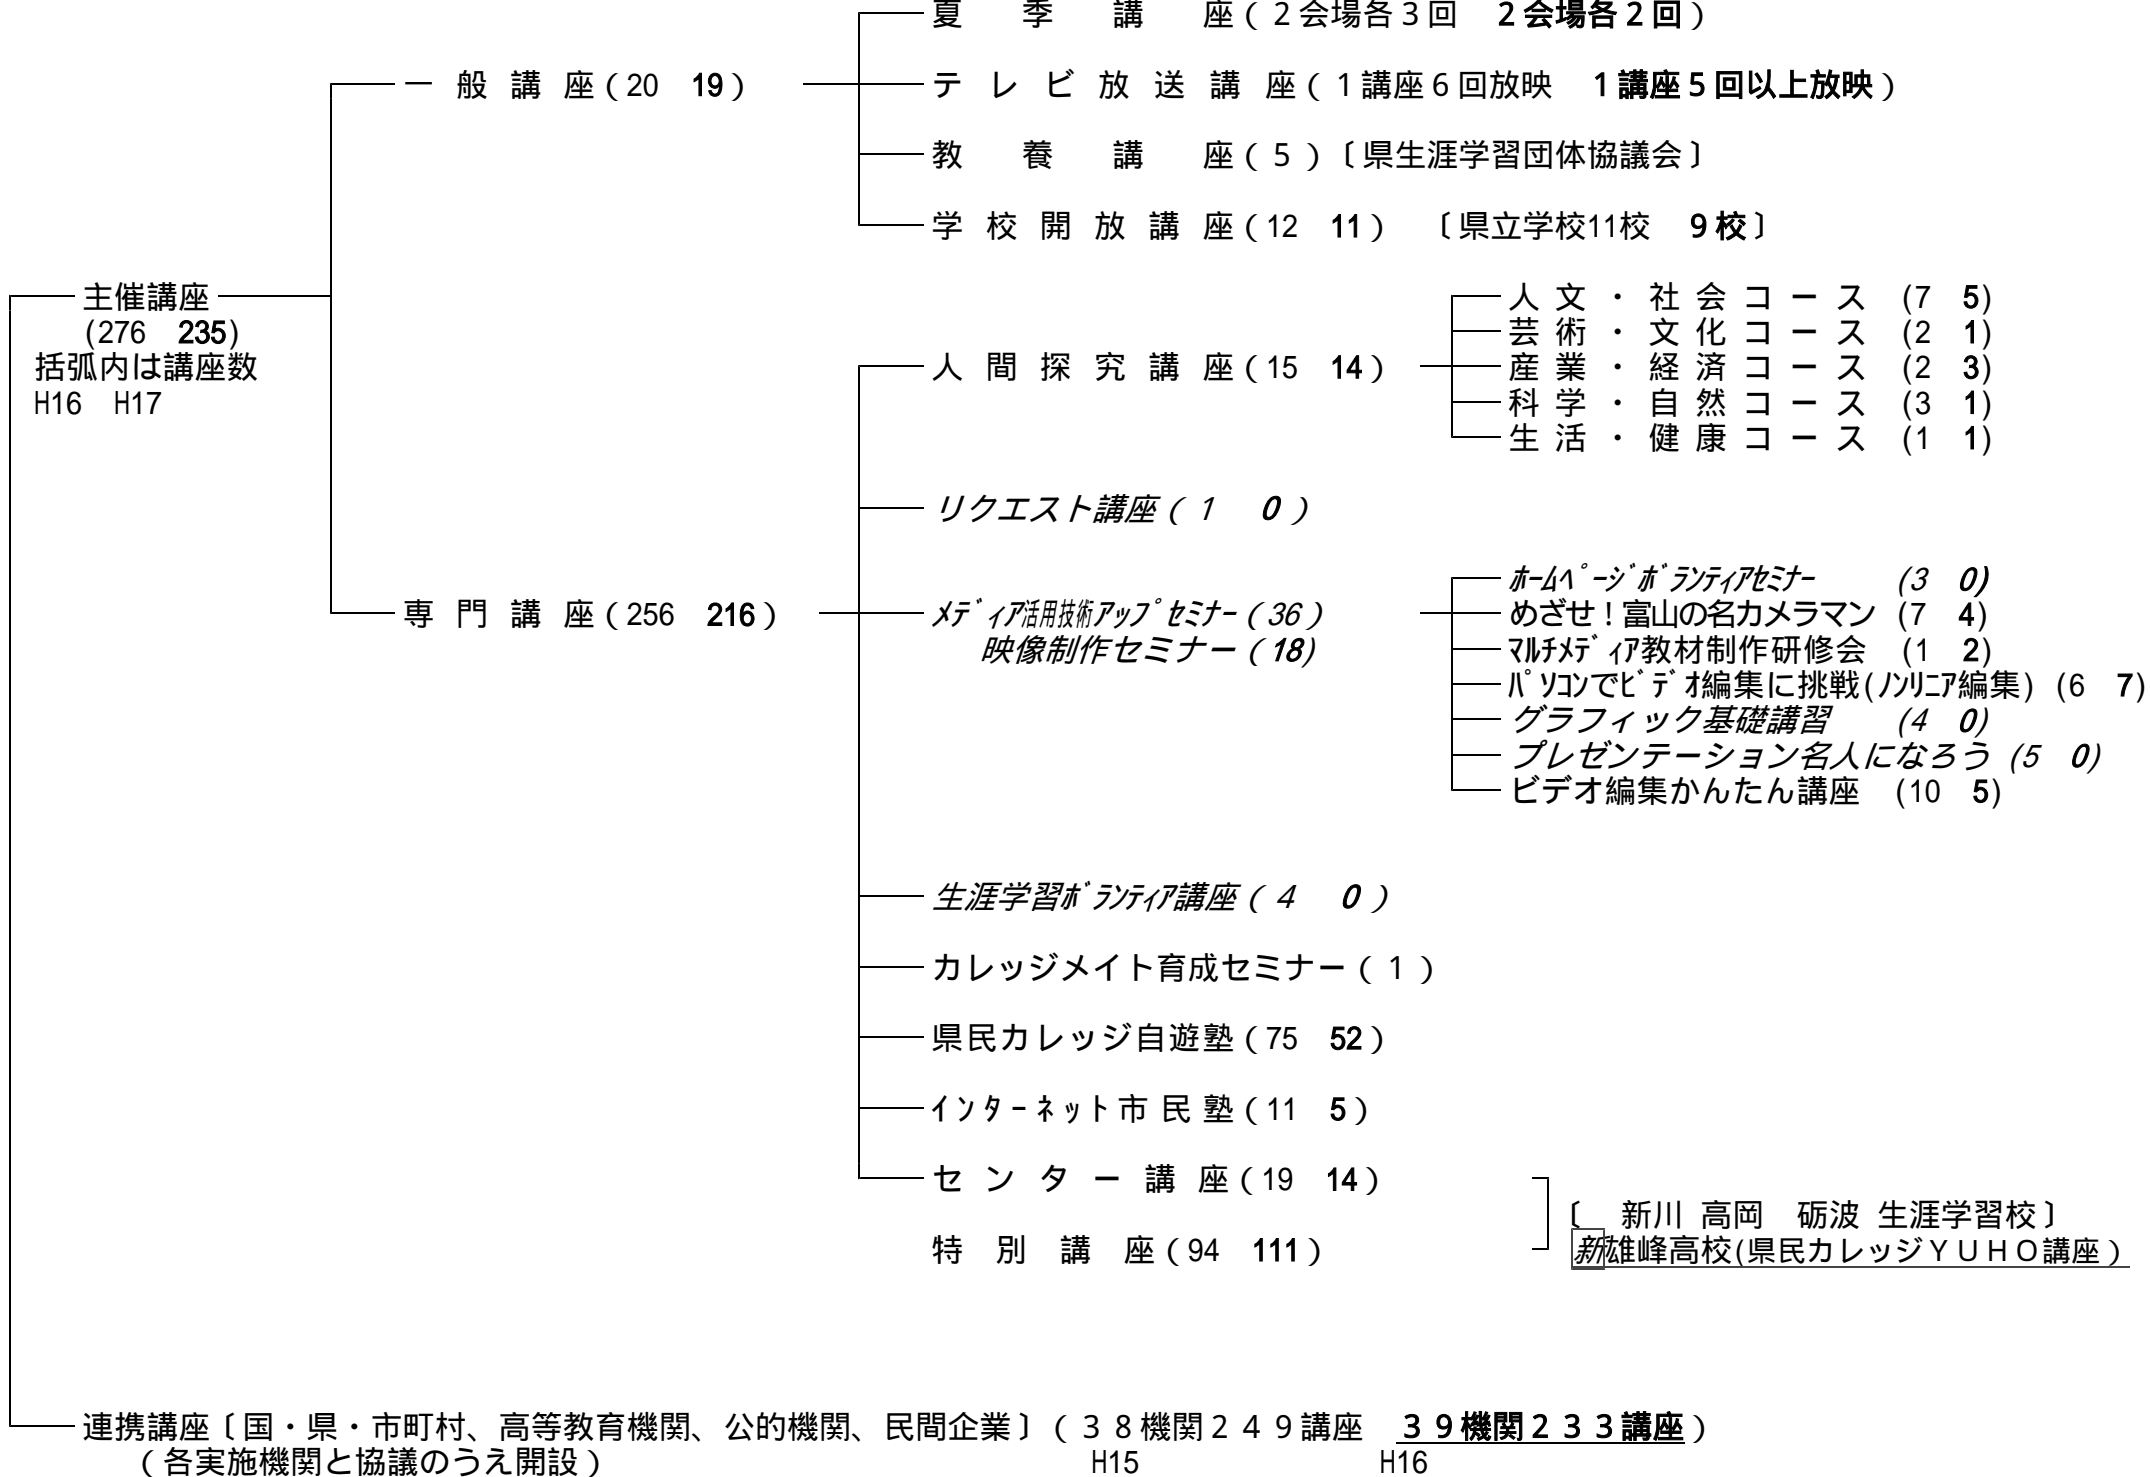 夏季講座(２会場各３回　２会場各２回)
一般講座(20　19)
テレビ放送講座(１講座６回放映　１講座５回以上放映)
教養講座(５)〔県生涯学習団体協議会〕
学校開放講座(12　11)　〔県立学校11校　９校〕
主催講座
(276　235)
括弧内は講座数
H16　H17
人間探究講座(15　14)
人文・社会コース　(7　5)
芸術・文化コース　(2　1)
産業・経済コース　(2　3)
科学・自然コース　(3　1)
生活・健康コース　(1　1)
リクエスト講座(１　０)
専門講座(256　216)
ﾒﾃﾞｨｱ活用技術ｱｯﾌﾟｾﾐﾅｰ(36)
映像制作セミナー(18)
ﾎｰﾑﾍﾟｰｼﾞﾎﾞﾗﾝﾃｨｱｾﾐﾅｰ　(3　0)
めざせ！富山の名カメラマン　(7　4)
ﾏﾙﾁﾒﾃﾞｨｱ教材制作研修会　(1　2)
ﾊﾟｿｺﾝでﾋﾞﾃﾞｵ編集に挑戦(ﾉﾝﾘﾆｱ編集)　(6　7)
グラフィック基礎講習　(4　0)
プレゼンテーション名人になろう　(5　0)
ビデオ編集かんたん講座　(10　5)
生涯学習ﾎﾞﾗﾝﾃｨｱ講座(４　０)
カレッジメイト育成セミナー(１)
県民カレッジ自遊塾(75　52)
ｲﾝﾀｰﾈｯﾄ市民塾(11　5)
センター講座(19　14)
〔　新川　高岡　砺波　生涯学習校〕
特別講座(94　111)
新雄峰高校(県民カレッジＹＵＨＯ講座)
連携講座〔国・県・市町村、高等教育機関、公的機関、民間企業〕(３８機関２４９講座　３９機関２３３講座)
(各実施機関と協議のうえ開設)　H15　H16